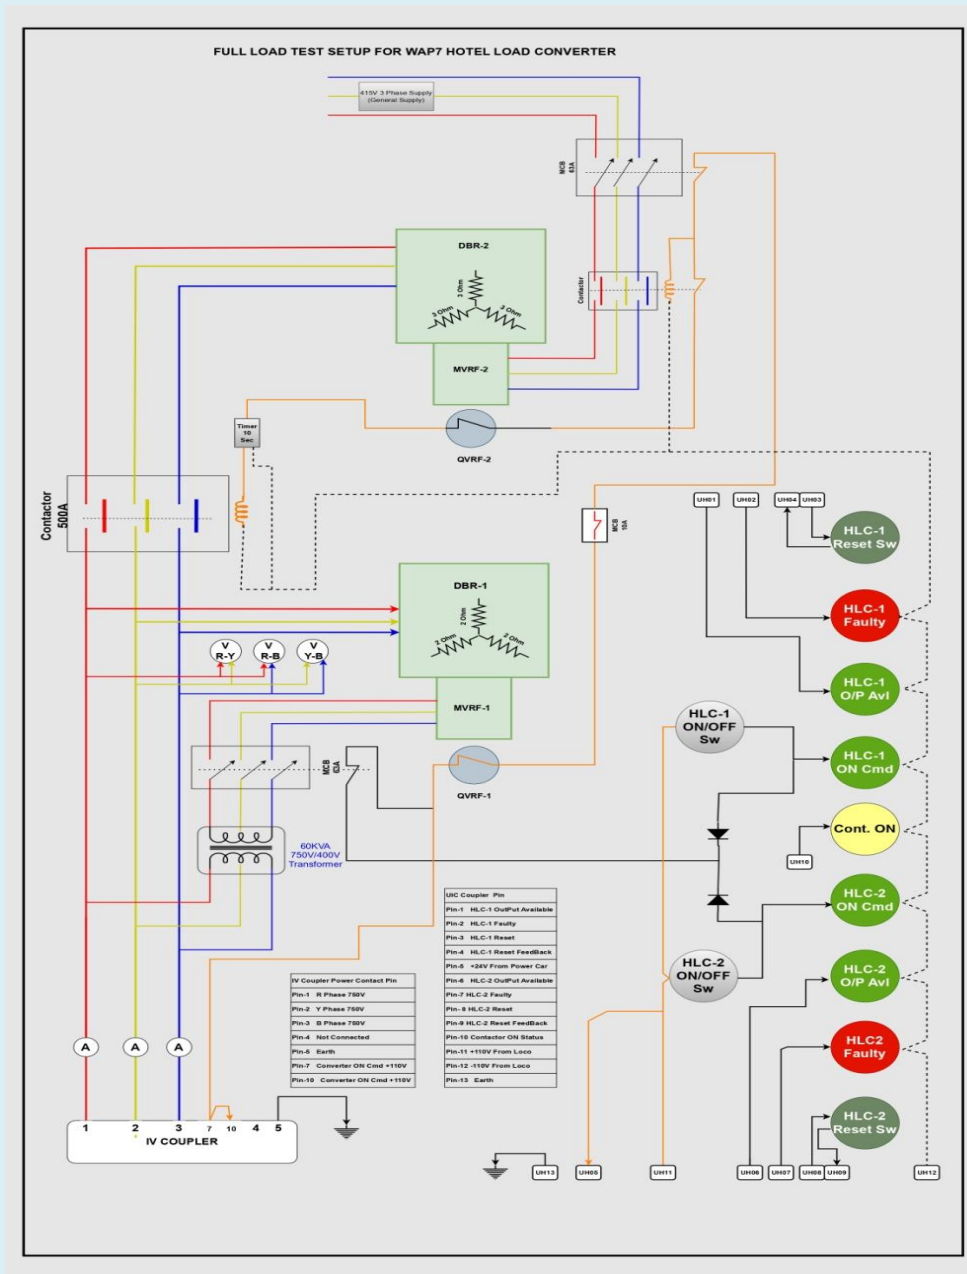 FULL LOAD TEST SETUP FOR WAP7 HOTEL LOAD CONVERTER
415V 3 Phase Supply
(General Supply)
MCB
63A
DBR-2
3 Ohm
3 Ohm
3 Ohm
Contactor
MVRF-2
Timer
10
Sec
QVRF-2
Contactor
500A
UH01
UH02
UH04
UH03
MCB
10A
HLC-1
Reset Sw
DBR-1
2 Ohm
2 Ohm
2 Ohm
HLC-1
Faulty
V
R-Y
V
R-B
V
Y-B
HLC-1
O/P Avl
MVRF-1
HLC-1
ON/OFF
Sw
MCB
63A
HLC-1
ON Cmd
QVRF-1
60KVA
750V/400V
Transformer
Cont. ON
UH10
UIC Coupler Pin
Pin-1 HLC-1 OutPut Available
Pin-2 HLC-1 Faulty
Pin-3 HLC-1 Reset
Pin-4 HLC-1 Reset FeedBack
Pin-5 +24V From Power Car
Pin-6 HLC-2 OutPut Available
Pin-7 HLC-2 Faulty
Pin- 8 HLC-2 Reset
Pin-9 HLC-2 Reset FeedBack
Pin-10 Contactor ON Status
Pin-11 +110V From Loco
Pin-12 -110V From Loco
Pin-13 Earth
HLC-2
ON Cmd
HLC-2
ON/OFF
Sw
HLC-2
O/P Avl
IV Coupler Power Contact Pin
Pin-1 R Phase 750V
Pin-2 Y Phase 750V
Pin-3 B Phase 750V
Pin-4 Not Connected
Pin-5 Earth
Pin-7 Converter ON Cmd +110V
Pin-10 Converter ON Cmd +110V
HLC2
Faulty
A
A
A
HLC-2
Reset Sw
1
2
3
7
10
4
5
IV COUPLER
UH13
UH05
UH11
UH06
UH07
UH08
UH09
UH12